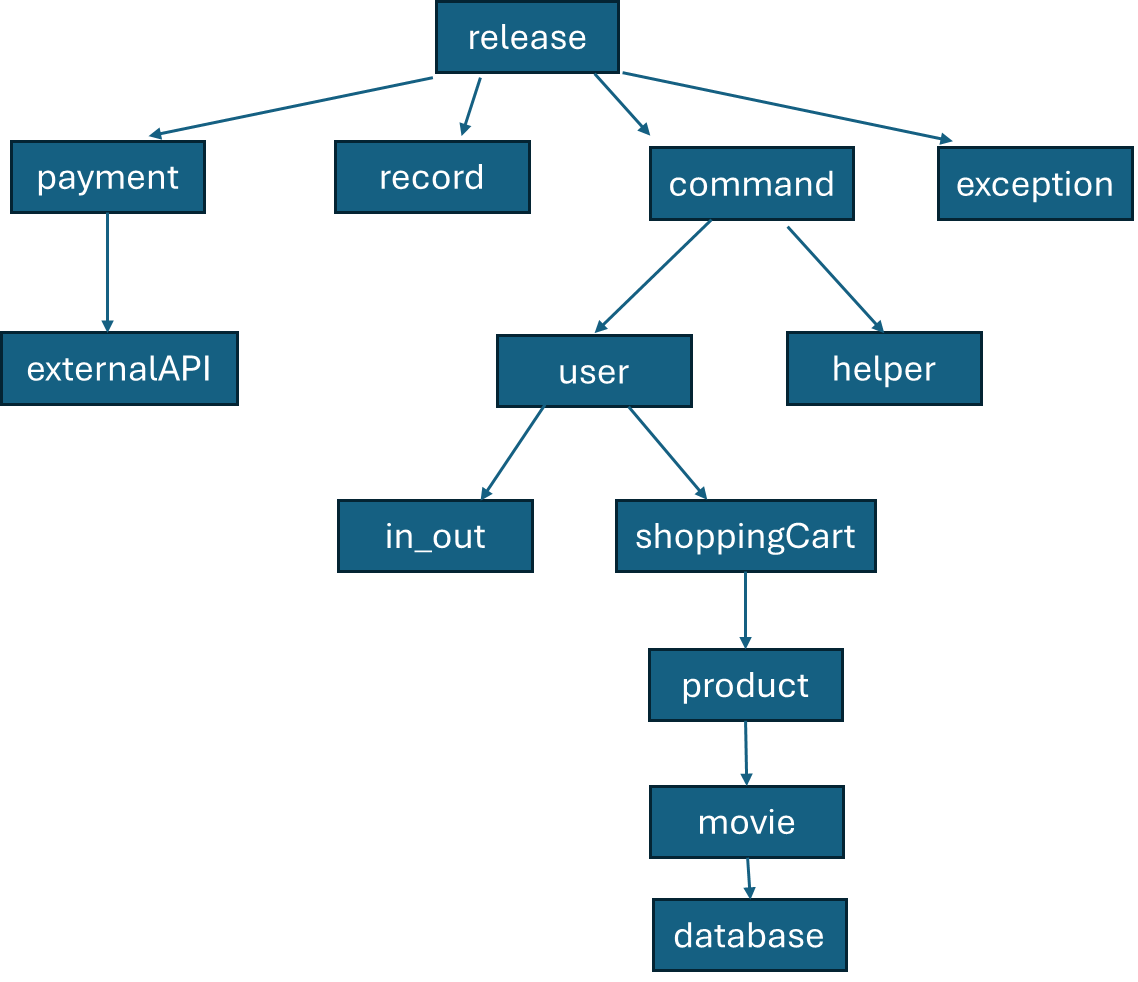 release
payment
record
command
exception
externalAPI
user
helper
in_out
shoppingCart
product
movie
database